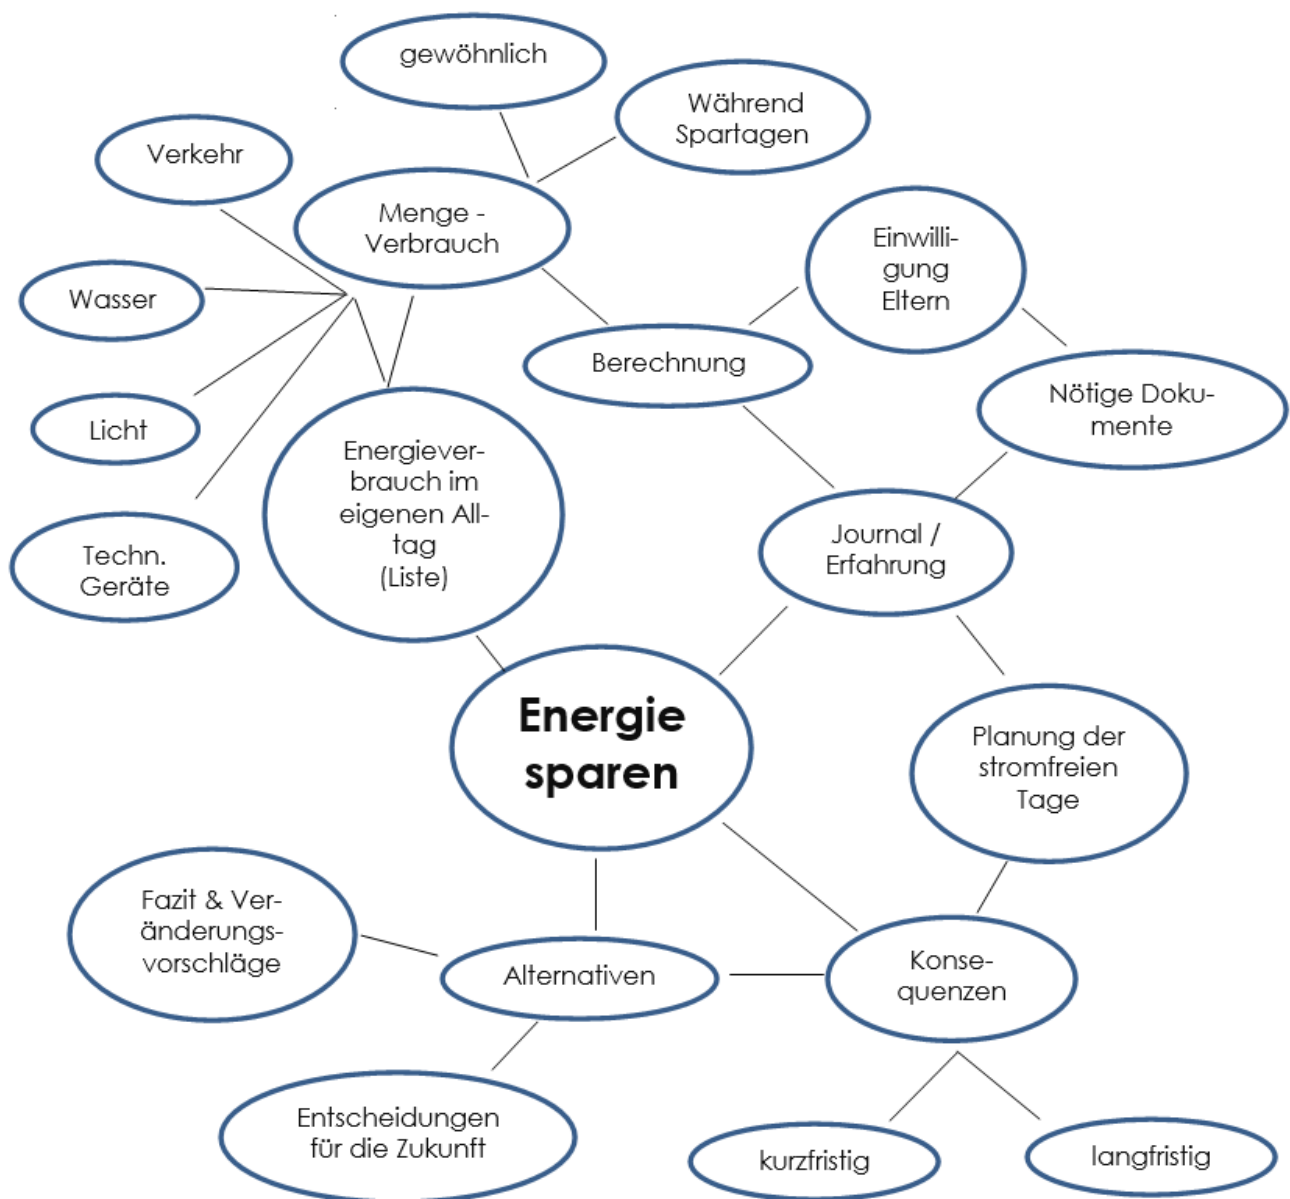 gewöhnlich
Während
Spartagen
Verkehr
Menge -
Verbrauch
Einwilli-
gung
Eltern
Wasser
Berechnung
Nötige Doku-
mente
Licht
Energiever-
brauch im
eigenen All-
tag
(Liste)
Journal /
Erfahrung
Techn.
Geräte
Energie
sparen
Planung der
stromfreien
Tage
Fazit & Ver-
änderungs-
vorschläge
Alternativen
Konse-
quenzen
Entscheidungen
für die Zukunft
kurzfristig
langfristig